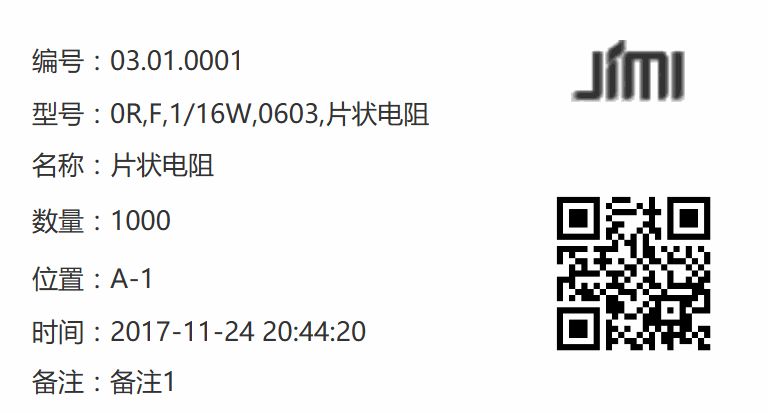 编号：03.01.0001
JIMI
型号：0R,F,1/16W,0603,片状电阻
名称：片状电阻
数量：1000
位置：A-1
时间：2017-11-24 20:44:20
备注：备注1